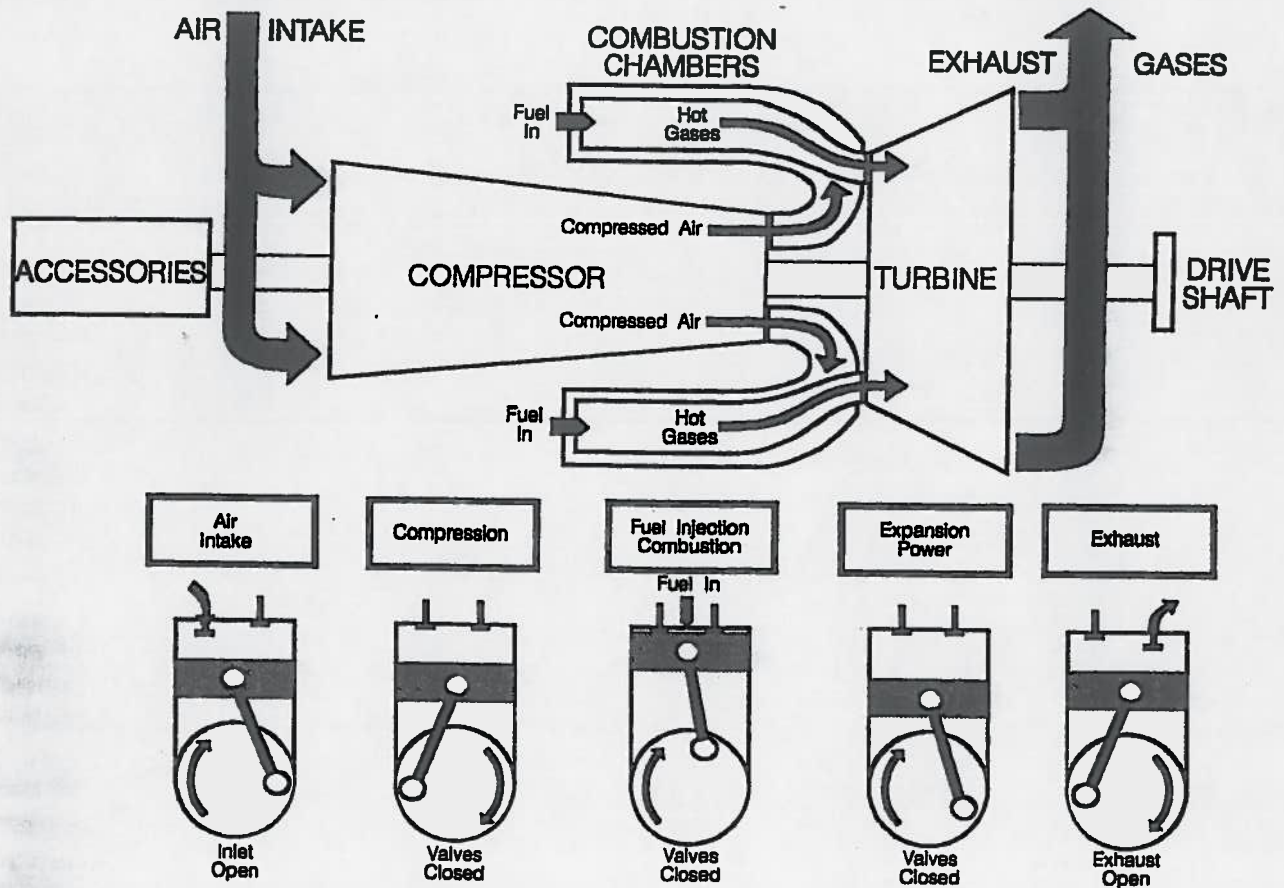 AIR INTAKE
COMBUSTION
CHAMBERS
EXHAUST GASES
Fuel
In
Hot
Gases
Compressed Air
ACCESSORIES
COMPRESSOR
TURBINE
DRIVE
SHAFT
Compressed Air
Fuel
In
Hot
Gases
Air
Intake
Compression
Fuel Injection
Combustion
Expansion
Power
Exhaust
Fuel In
Inlet
Open
Valves
Closed
Valves
Closed
Valves
Closed
Exhaust
Open